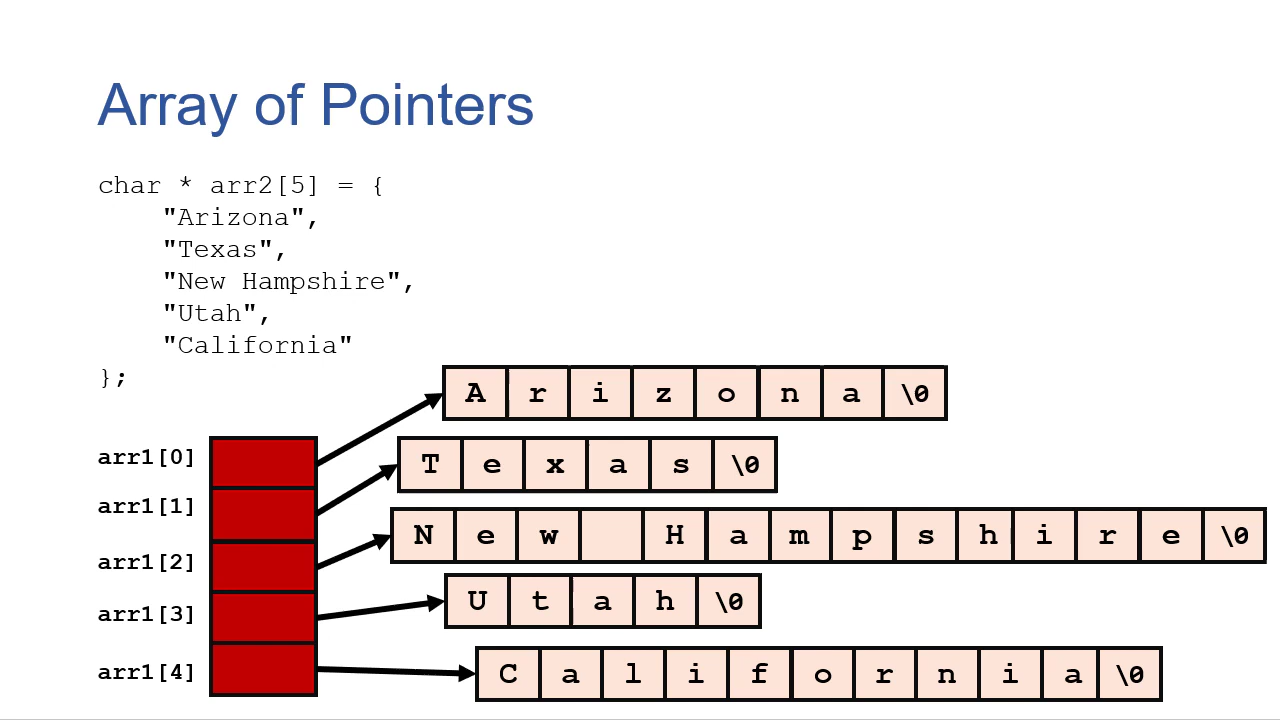 Array of Pointers
char * arr2[5] = {
    "Arizona",
    "Texas",
    "New Hampshire",
    "Utah",
    "California"
};
A r i z o n a \0
arr1[0]
T e x a s \0
arr1[1]
N e w   H a m p s h i r e \0
arr1[2]
U t a h \0
arr1[3]
C a l i f o r n i a \0
arr1[4]